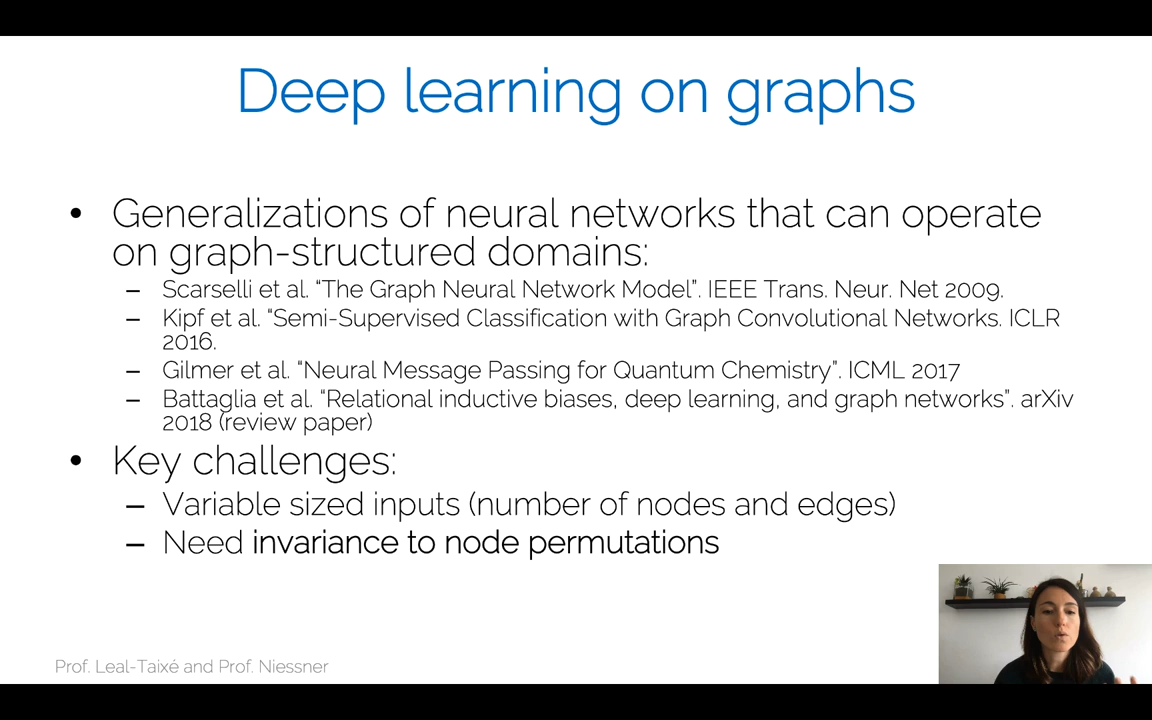 Deep learning on graphs
• Generalizations of neural networks that can operate
on graph-structured domains:
– Scarselli et al. “The Graph Neural Network Model”. IEEE Trans. Neur. Net 2009.
– Kipf et al. “Semi-Supervised Classification with Graph Convolutional Networks. ICLR
2016.
– Gilmer et al. “Neural Message Passing for Quantum Chemistry”. ICML 2017
– Battaglia et al. “Relational inductive biases, deep learning, and graph networks”. arXiv
2018 (review paper)
• Key challenges:
– Variable sized inputs (number of nodes and edges)
– Need invariance to node permutations
Prof. Leal-Taixé and Prof. Niessner